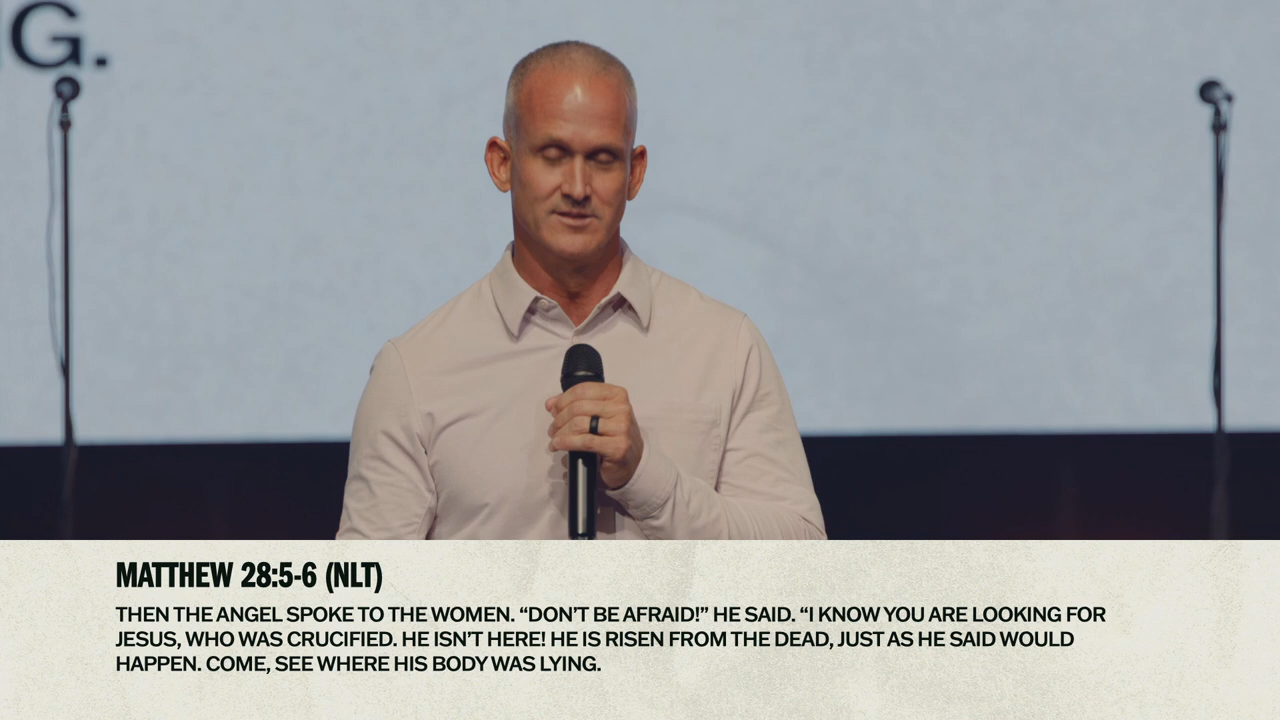 G.
MATTHEW 28:5-6 (NLT)
THEN THE ANGEL SPOKE TO THE WOMEN. “DON’T BE AFRAID!” HE SAID. “I KNOW YOU ARE LOOKING FOR
JESUS, WHO WAS CRUCIFIED. HE ISN’T HERE! HE IS RISEN FROM THE DEAD, JUST AS HE SAID WOULD
HAPPEN. COME, SEE WHERE HIS BODY WAS LYING.